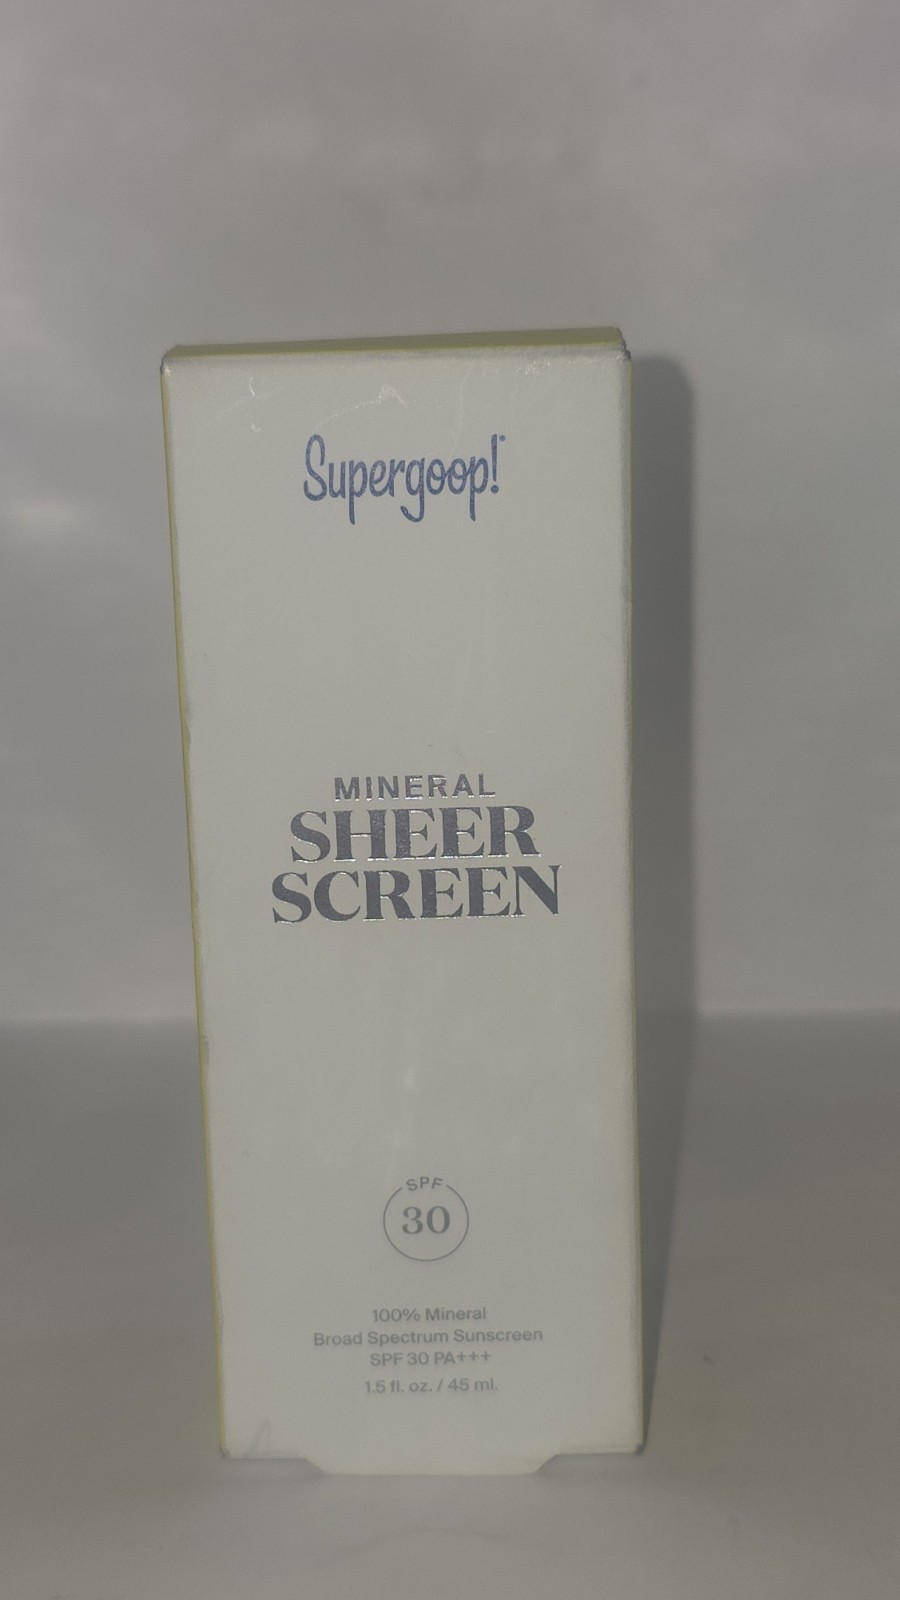 Supergoop!
MINERAL
SHEER
SCREEN
SPF
30
100% Mineral
Broad Spectrum Sunscreen
SPF 30 PA+++
1.5 fl. oz. / 45 ml.